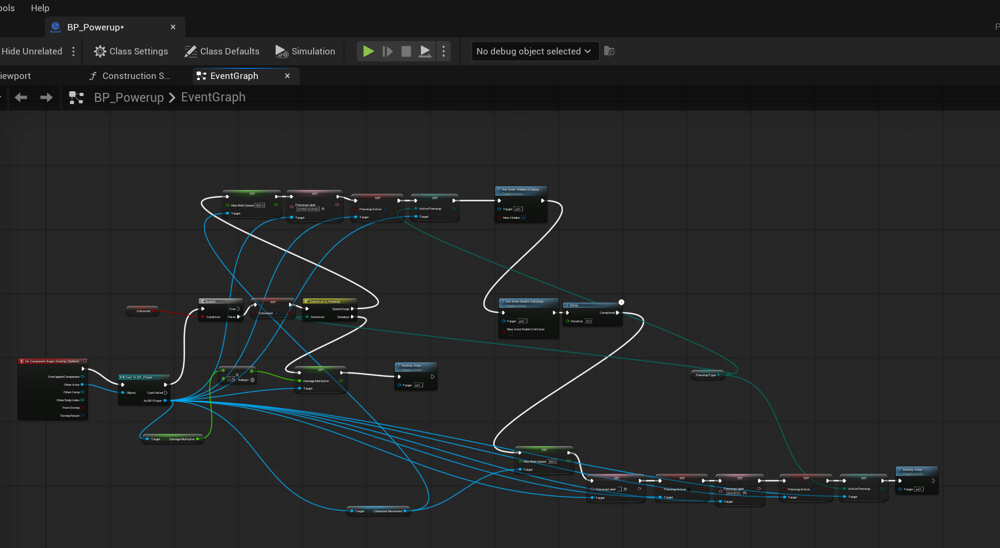 ools Help
BP_Powerup*
Hide Unrelated Class Settings Class Defaults Simulation No debug object selected
iewport Construction S... EventGraph
BP_Powerup EventGraph
SET
Max Walk Speed 900.0
Target
SET
Powerup Label
SPEED SURGE
Target
SET
Powerup Active
Target
SET
Active Powerup
Target
Set Actor Hidden In Game
Target is Actor
Target self
New Hidden
Collected
Branch
True
Condition False
SET
Collected
Switch on E_Powerup
Speed Surge
Selection Deadeye
Set Actor Enable Collision
Target is Actor
Target self
New Actor Enable Collision
Delay
Completed
Duration 10.0
On Component Begin Overlap (Sphere)
Overlapped Component
Other Actor
Other Comp
Other Body Index
From Sweep
Sweep Result
Cast To BP_Player
Object Cast Failed
As BP Player
1.5 Add pin
SET
Damage Multiplier
Target
Destroy Actor
Target is Actor
Target self
Powerup Type
Target Damage Multiplier
Target Character Movement
SET
Max Walk Speed 500.0
Target
SET
Powerup Label
Target
SET
Powerup Active
Target
SET
Powerup Label
DEADEYE
Target
SET
Powerup Active
Target
SET
Active Powerup
Target
Destroy Actor
Target is Actor
Target self